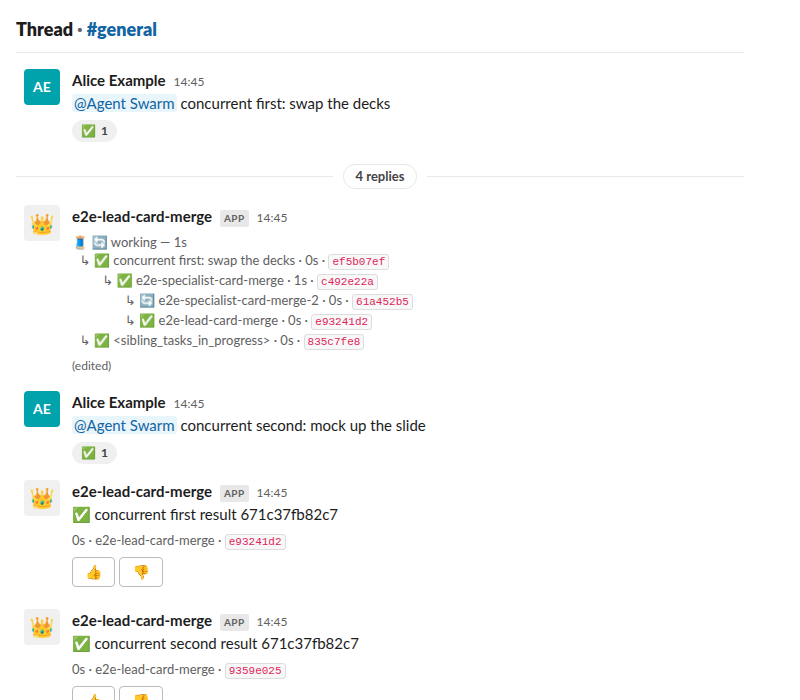 Thread • #general
AE
Alice Example 14:45
@Agent Swarm concurrent first: swap the decks
✅ 1
4 replies
e2e-lead-card-merge APP 14:45
🧵 🔄 working — 1s
↳ ✅ concurrent first: swap the decks · 0s · ef5b07ef
↳ ✅ e2e-specialist-card-merge · 1s · c492e22a
↳ 🔄 e2e-specialist-card-merge-2 · 0s · 61a452b5
↳ ✅ e2e-lead-card-merge · 0s · e93241d2
↳ ✅ <sibling_tasks_in_progress> · 0s · 835c7fe8
(edited)
AE
Alice Example 14:45
@Agent Swarm concurrent second: mock up the slide
✅ 1
e2e-lead-card-merge APP 14:45
✅ concurrent first result 671c37fb82c7
0s · e2e-lead-card-merge · e93241d2
👍 👎
e2e-lead-card-merge APP 14:45
✅ concurrent second result 671c37fb82c7
0s · e2e-lead-card-merge · 9359e025